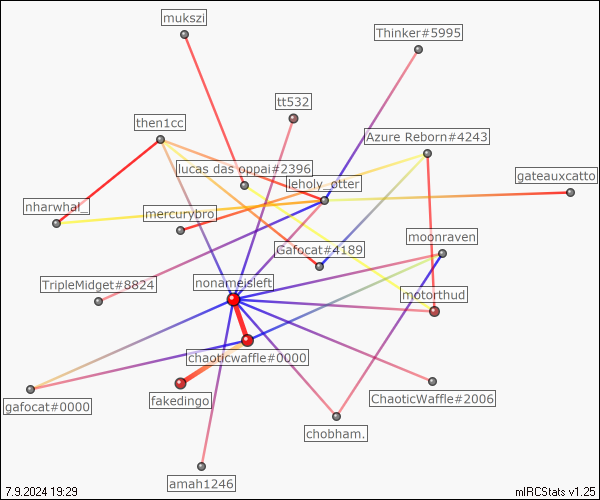 mukszi
Thinker#5995
tt532
then1cc
Azure Reborn#4243
lucas das oppai#2396
gateauxcatto
leholy_otter
nharwhal_
mercurybro
moonraven
Gafocat#4189
TripleMidget#8824
nonameisleft
motorthud
chaoticwaffle#0000
fakedingo
ChaoticWaffle#2006
gafocat#0000
chobham.
amah1246
7.9.2024 19:29
mIRCStats v1.25